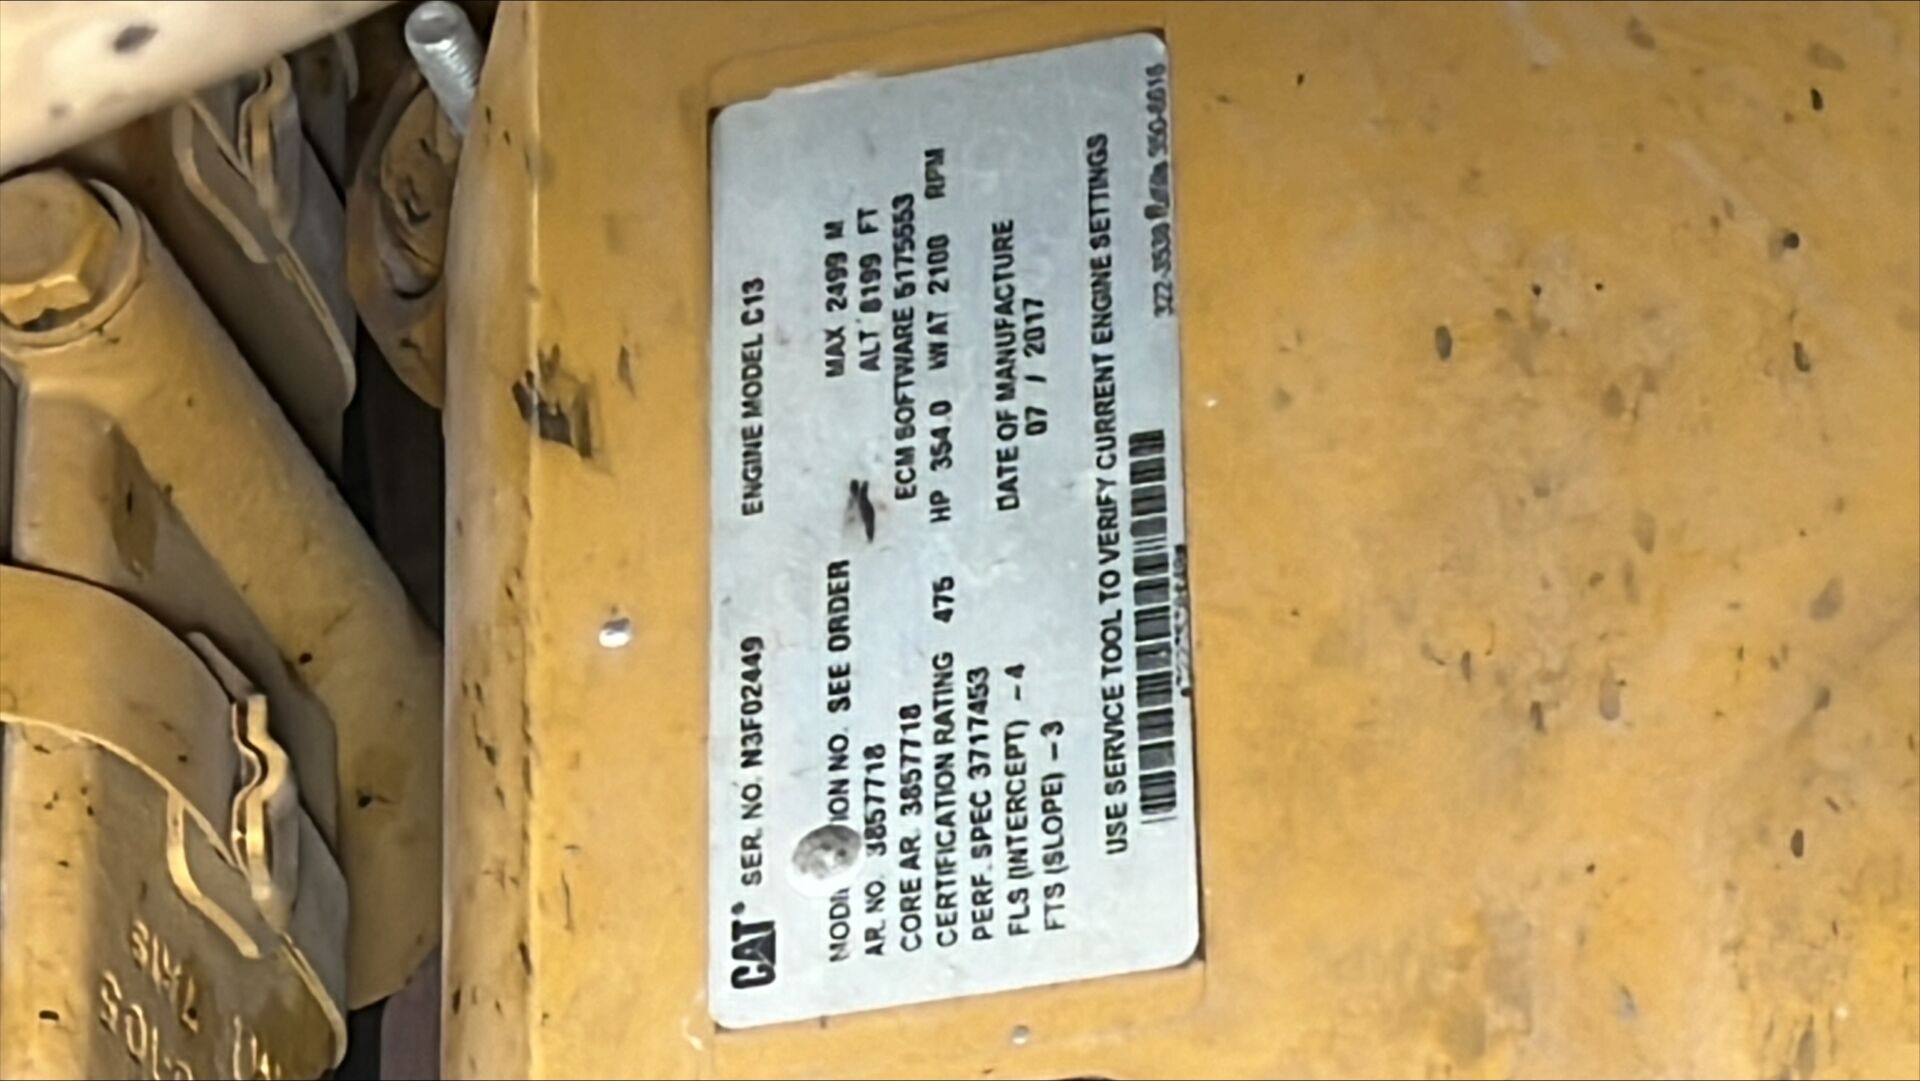 CAT® SER. NO. N3F02449 ENGINE MODEL C13
SEE ORDER MAX 2499 M
AR. NO. 3857718 ALT 8199 FT
CORE AR. 3857718 ECM SOFTWARE 5175553
CERTIFICATION RATING 475 HP 354.0 kW AT 2100 RPM
PERF. SPEC 3717453
FLS (INTERCEPT) -4 DATE OF MANUFACTURE
FTS (SLOPE) -3 07 / 2017
USE SERVICE TOOL TO VERIFY CURRENT ENGINE SETTINGS